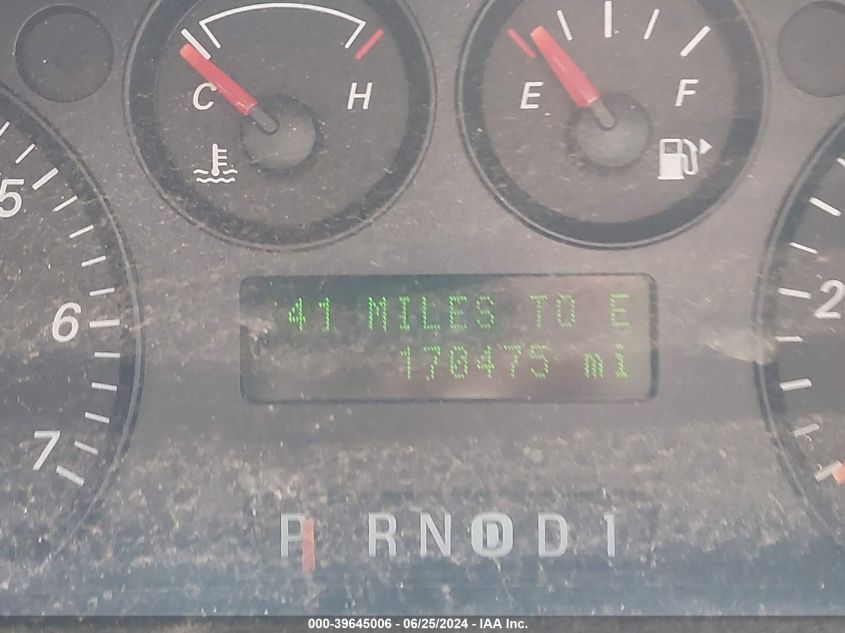 C H
E F
5
6
7
2
41 MILES TO E
170475 mi
P R N D D 1
000-39645006 - 06/25/2024 - IAA Inc.